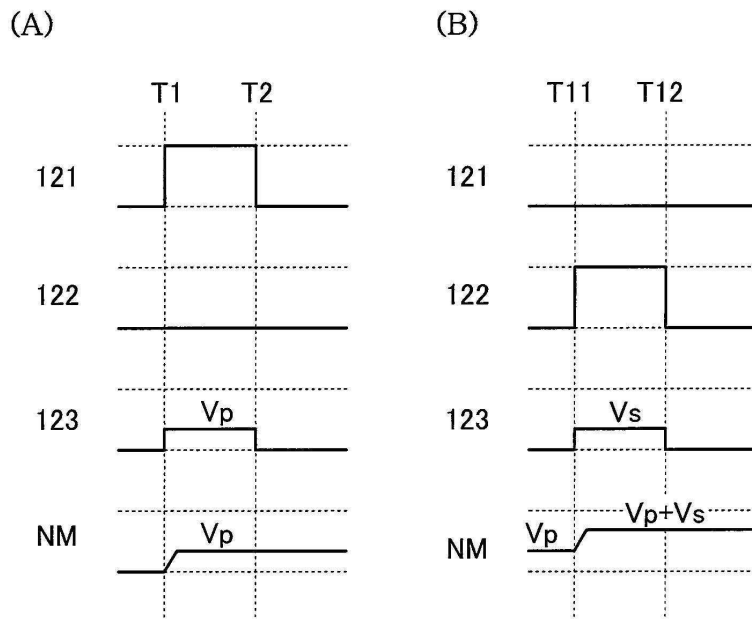 (A)
T1 T2
121
122
123 Vp
NM Vp
(B)
T11 T12
121
122
123 Vs
NM Vp Vp+Vs